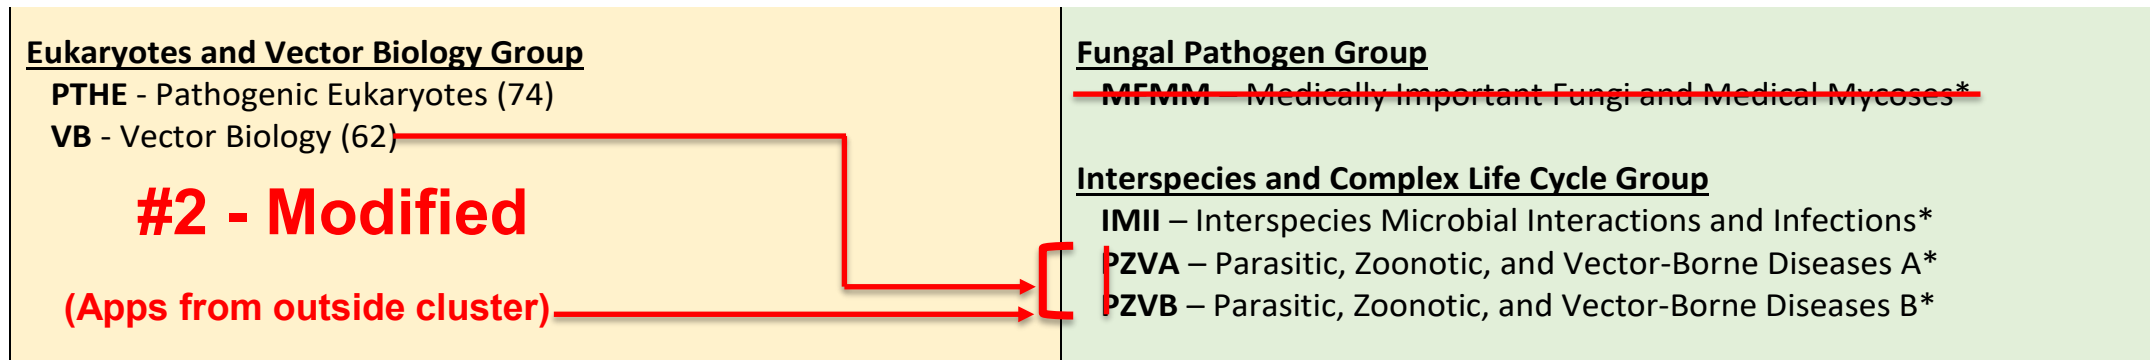 Eukaryotes and Vector Biology Group
PTHE - Pathogenic Eukaryotes (74)
VB - Vector Biology (62)
#2 - Modified
(Apps from outside cluster)
Fungal Pathogen Group
MFMM – Medically Important Fungi and Medical Mycoses*
Interspecies and Complex Life Cycle Group
IMII – Interspecies Microbial Interactions and Infections*
PZVA – Parasitic, Zoonotic, and Vector-Borne Diseases A*
PZVB – Parasitic, Zoonotic, and Vector-Borne Diseases B*